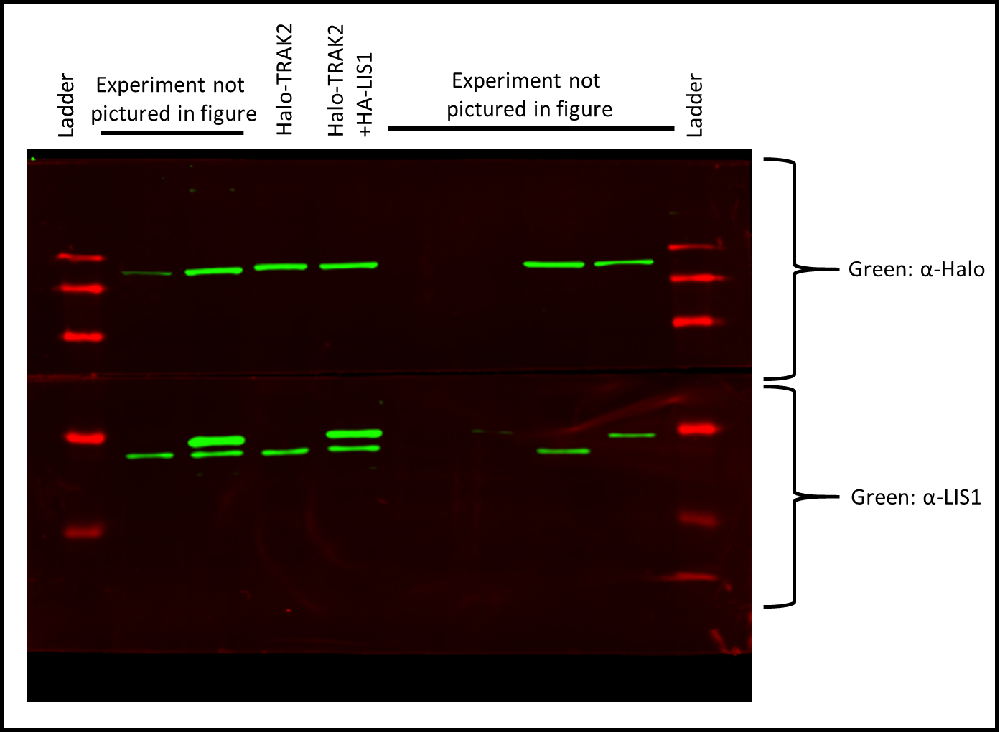 Ladder
Experiment not
pictured in figure
Halo-TRAK2
Halo-TRAK2
+HA-LIS1
Experiment not
pictured in figure
Ladder
Green: α-Halo
Green: α-LIS1